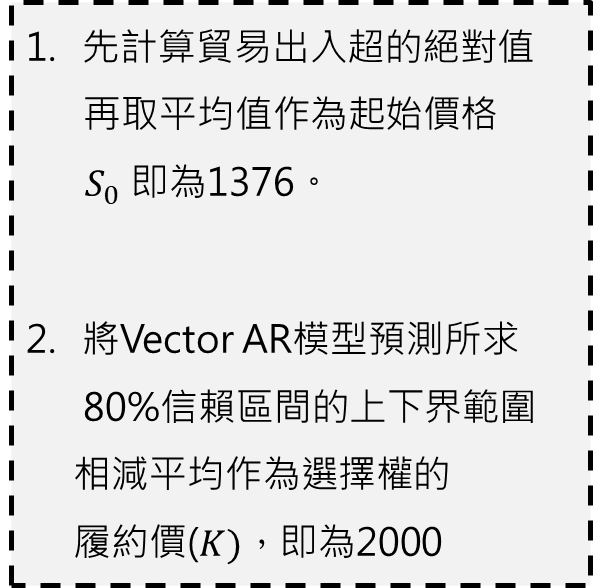 1. 先計算貿易出入超的絕對值
再取平均值作為起始價格
S₀ 即為1376。
2. 將Vector AR模型預測所求
80%信賴區間的上下界範圍
相減平均作為選擇權的
履約價(K)，即為2000